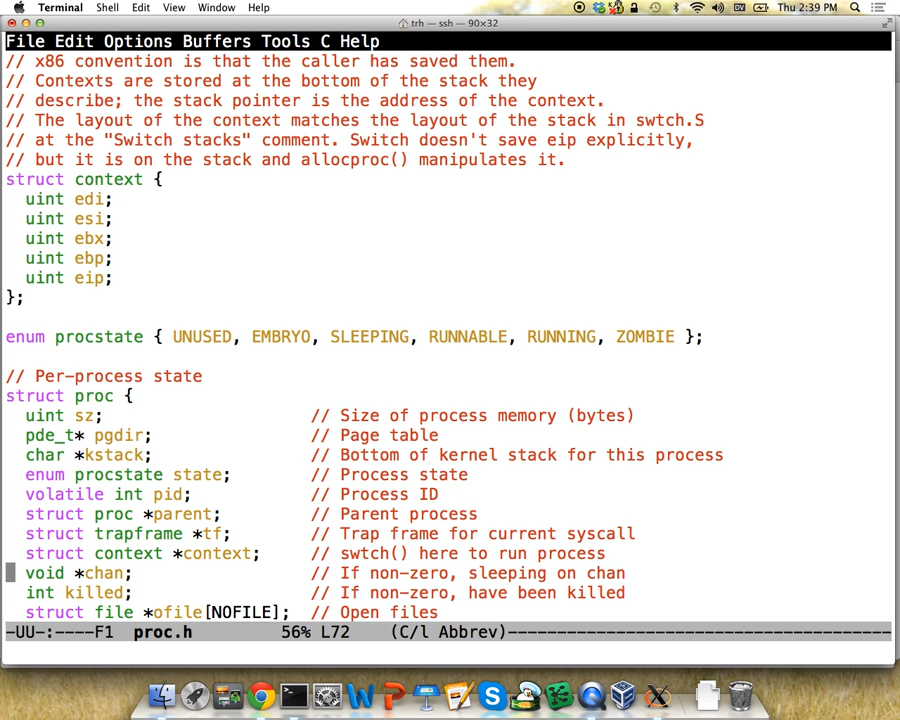 Terminal Shell Edit View Window Help Thu 2:39 PM
trh — ssh — 90×32
File Edit Options Buffers Tools C Help
// x86 convention is that the caller has saved them.
// Contexts are stored at the bottom of the stack they
// describe; the stack pointer is the address of the context.
// The layout of the context matches the layout of the stack in swtch.S
// at the "Switch stacks" comment. Switch doesn't save eip explicitly,
// but it is on the stack and allocproc() manipulates it.
struct context {
  uint edi;
  uint esi;
  uint ebx;
  uint ebp;
  uint eip;
};
enum procstate { UNUSED, EMBRYO, SLEEPING, RUNNABLE, RUNNING, ZOMBIE };
// Per-process state
struct proc {
  uint sz;                     // Size of process memory (bytes)
  pde_t* pgdir;                // Page table
  char *kstack;                // Bottom of kernel stack for this process
  enum procstate state;        // Process state
  volatile int pid;            // Process ID
  struct proc *parent;         // Parent process
  struct trapframe *tf;        // Trap frame for current syscall
  struct context *context;     // swtch() here to run process
  void *chan;                  // If non-zero, sleeping on chan
  int killed;                  // If non-zero, have been killed
  struct file *ofile[NOFILE];  // Open files
-UU-:----F1  proc.h         56% L72    (C/l Abbrev)---------------------------------------